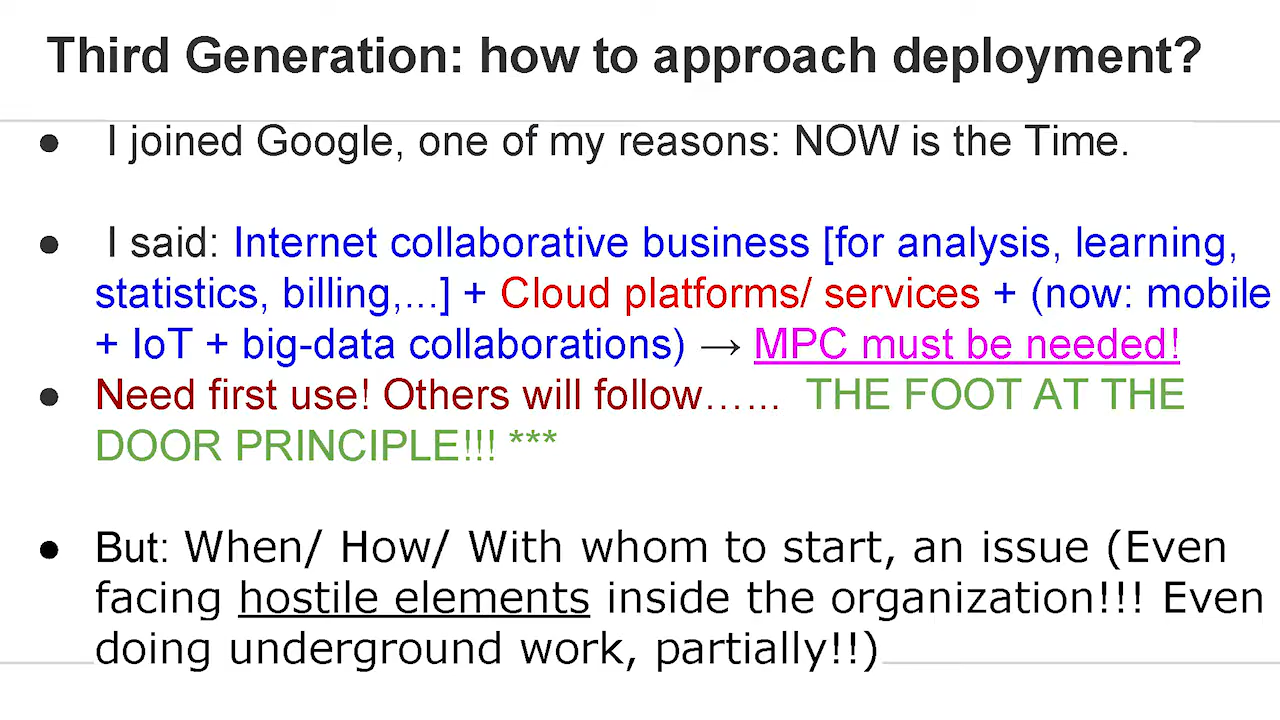 Third Generation: how to approach deployment?
● I joined Google, one of my reasons: NOW is the Time.
● I said: Internet collaborative business [for analysis, learning,
statistics, billing,...] + Cloud platforms/ services + (now: mobile
+ IoT + big-data collaborations) → MPC must be needed!
● Need first use! Others will follow…... THE FOOT AT THE
DOOR PRINCIPLE!!! ***
● But: When/ How/ With whom to start, an issue (Even
facing hostile elements inside the organization!!! Even
doing underground work, partially!!)